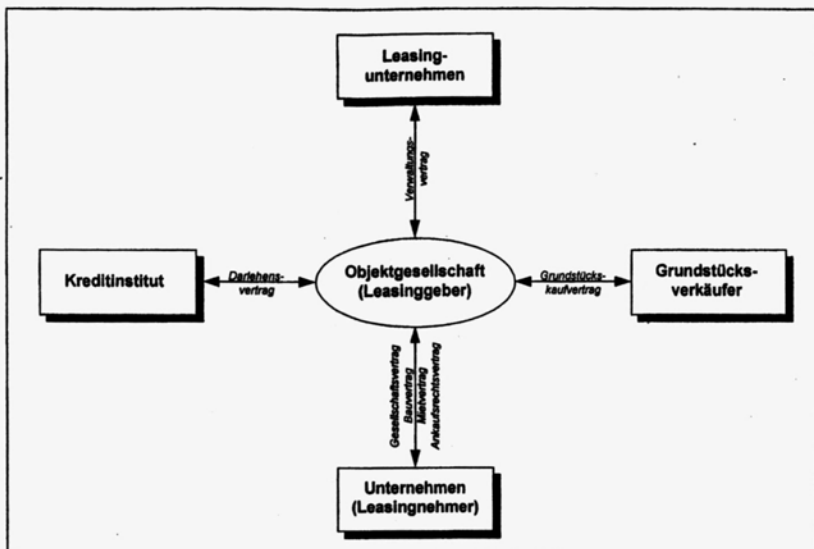 Leasing-
unternehmen
Verwaltungs-
vertrag
Kreditinstitut
Darlehens-
vertrag
Objektgesellschaft
(Leasinggeber)
Grundstücks-
kaufvertrag
Grundstücks-
verkäufer
Gesellschaftsvertrag
Bauvertrag
Mietvertrag
Ankaufsrechtsvertrag
Unternehmen
(Leasingnehmer)